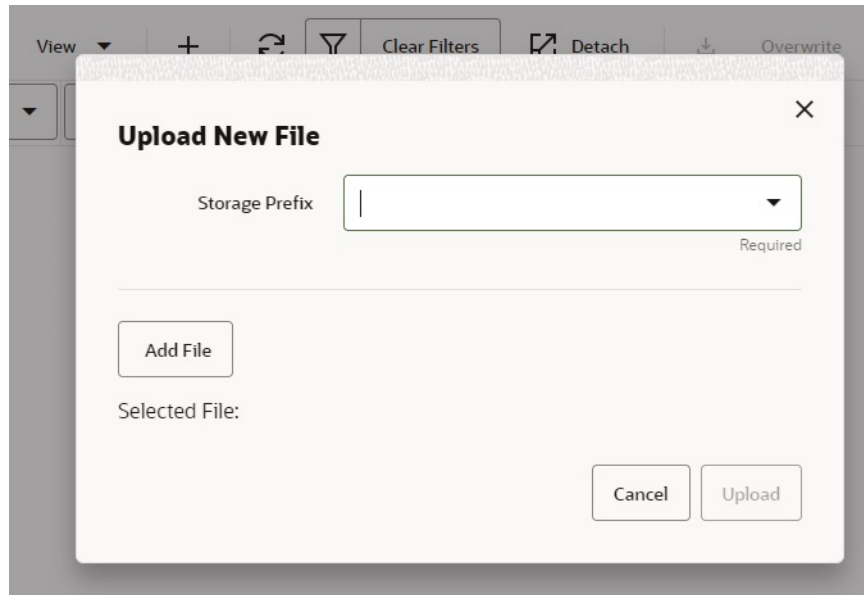 View Clear Filters Detach Overwrite
Upload New File
Storage Prefix
Required
Add File
Selected File:
Cancel Upload